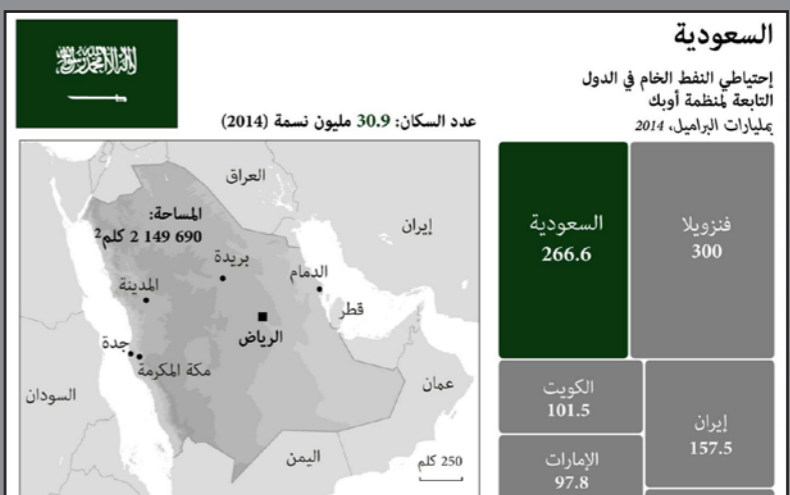 السعودية
إحتياطي النفط الخام في الدول
التابعة لمنظمة أوبك
بمليارات البراميل، 2014
عدد السكان: 30.9 مليون نسمة (2014)
العراق
إيران
المساحة:
2 149 690 كلم2
بريدة
الدمام
المدينة
قطر
الرياض
جدة
مكة المكرمة
السودان
عمان
اليمن
250 كلم
فنزويلا
300
السعودية
266.6
إيران
157.5
الكويت
101.5
الإمارات
97.8